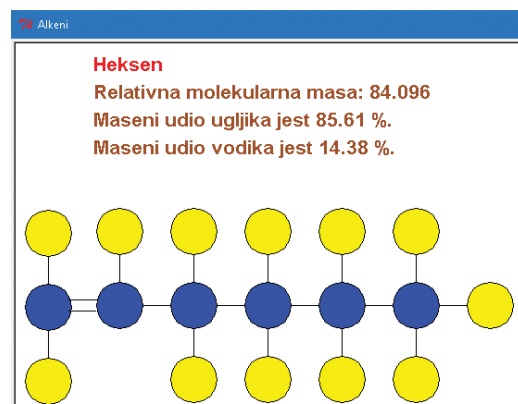 Alkeni
Heksen
Relativna molekularna masa: 84.096
Maseni udio ugljika jest 85.61 %.
Maseni udio vodika jest 14.38 %.